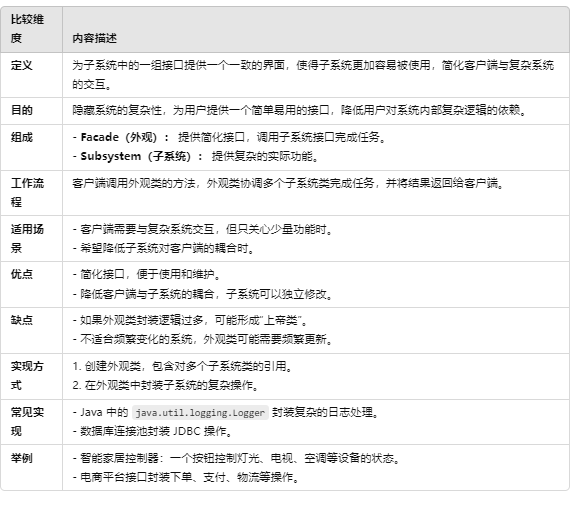 比较维
度
内容描述
定义
为子系统中的一组接口提供一个一致的界面，使得子系统更加容易被使用，简化客户端与复杂系统
的交互。
目的
隐藏系统的复杂性，为用户提供一个简单易用的接口，降低用户对系统内部复杂逻辑的依赖。
组成
- Facade（外观）： 提供简化接口，调用子系统接口完成任务。
- Subsystem（子系统）： 提供复杂的实际功能。
工作流
程
客户端调用外观类的方法，外观类协调多个子系统类完成任务，并将结果返回给客户端。
适用场
景
- 客户端需要与复杂系统交互，但只关心少量功能时。
- 希望降低子系统对客户端的耦合时。
优点
- 简化接口，便于使用和维护。
- 降低客户端与子系统的耦合，子系统可以独立修改。
缺点
- 如果外观类封装逻辑过多，可能形成“上帝类”。
- 不适合频繁变化的系统，外观类可能需要频繁更新。
实现方
式
1. 创建外观类，包含对多个子系统类的引用。
2. 在外观类中封装子系统的复杂操作。
常见实
现
- Java 中的 java.util.logging.Logger 封装复杂的日志处理。
- 数据库连接池封装 JDBC 操作。
举例
- 智能家居控制器：一个按钮控制灯光、电视、空调等设备的状态。
- 电商平台接口封装下单、支付、物流等操作。